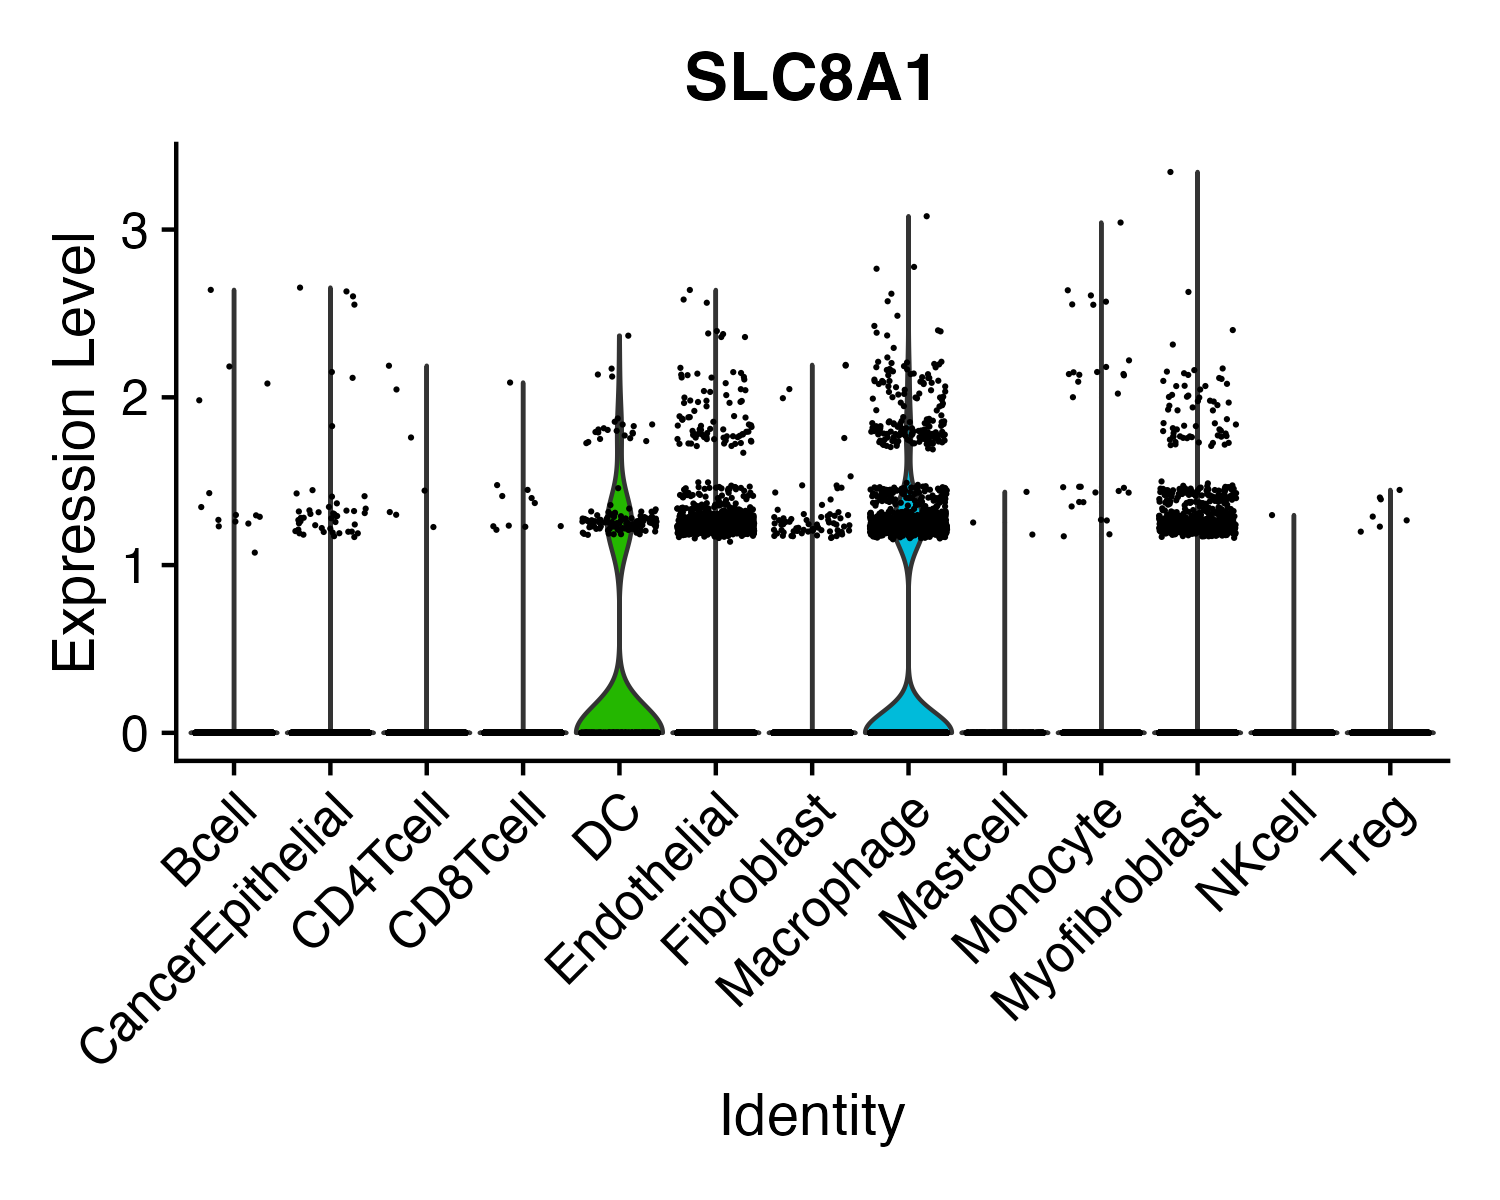 SLC8A1
Expression Level
3
2
1
0
Bcell
CancerEpithelial
CD4Tcell
CD8Tcell
DC
Endothelial
Fibroblast
Macrophage
Mastcell
Monocyte
Myofibroblast
NKcell
Treg
Identity